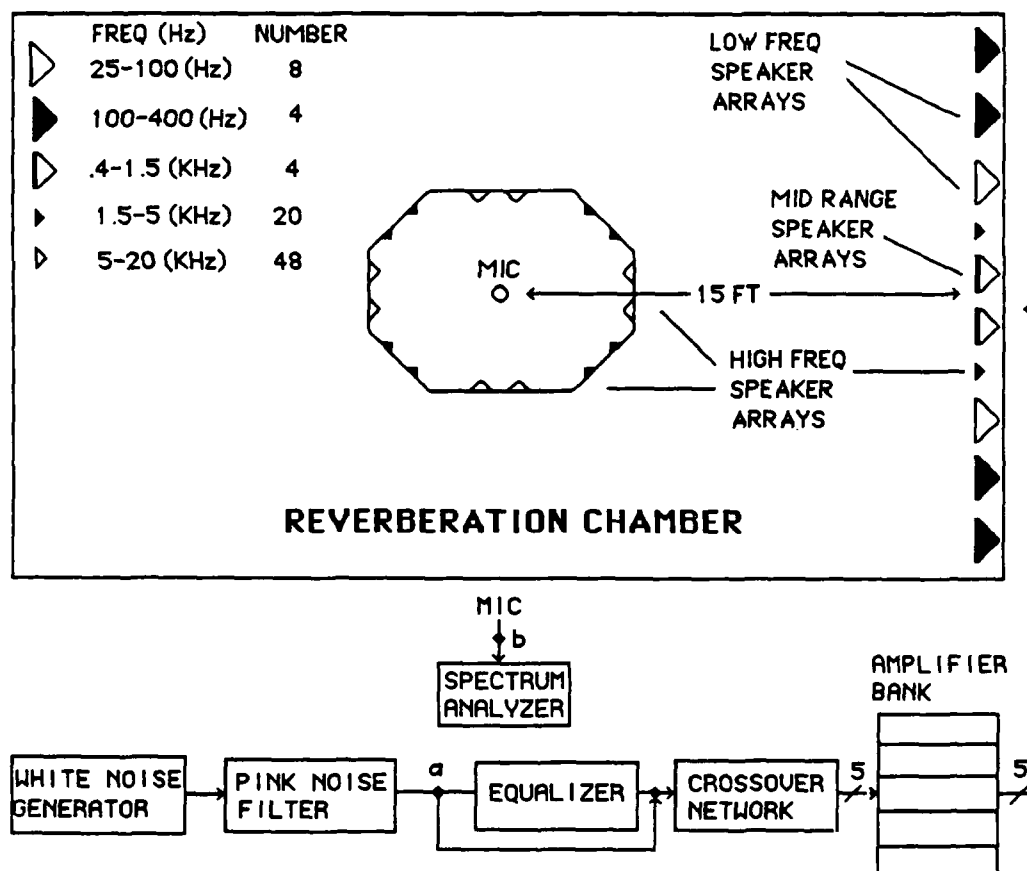 FREQ (Hz) NUMBER
25-100 (Hz) 8
100-400 (Hz) 4
.4-1.5 (KHz) 4
1.5-5 (KHz) 20
5-20 (KHz) 48
LOW FREQ
SPEAKER
ARRAYS
MID RANGE
SPEAKER
ARRAYS
MIC
15 FT
HIGH FREQ
SPEAKER
ARRAYS
REVERBERATION CHAMBER
MIC
b
SPECTRUM
ANALYZER
AMPLIFIER
BANK
WHITE NOISE
GENERATOR
PINK NOISE
FILTER
a
EQUALIZER
CROSSOVER
NETWORK
5
5